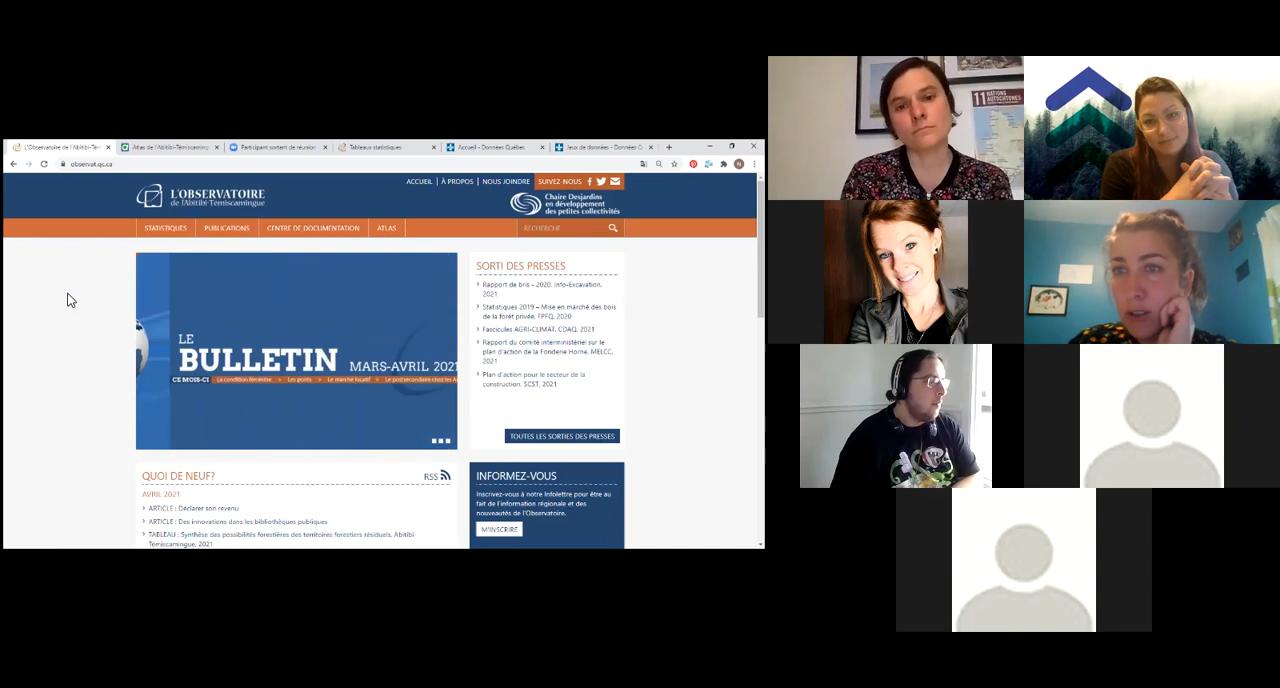 L'Observatoire de l'Abitibi-Tém
Atlas de l'Abitibi-Témiscaming
Participant sortent de réunion
Tableaux statistiques
Accueil - Données Québec
Jeux de données - Données Q
observat.qc.ca
ACCUEIL | À PROPOS | NOUS JOINDRE
SUIVEZ-NOUS
L'OBSERVATOIRE
de l'Abitibi-Témiscamingue
Chaire Desjardins
en développement
des petites collectivités
STATISTIQUES
PUBLICATIONS
CENTRE DE DOCUMENTATION
ATLAS
RECHERCHE
LE
BULLETIN MARS-AVRIL 2021
CE MOIS-CI La condition féminine > Les ponts > Le marché locatif > Le postsecondaire chez les A
SORTI DES PRESSES
Rapport de bris - 2020. Info-Excavation,
2021
Statistiques 2019 – Mise en marché des bois
de la forêt privée, FPFQ, 2020
Fascicules AGRI-CLIMAT. CDAQ. 2021
Rapport du comité interministériel sur le
plan d'action de la Fonderie Horne. MELCC,
2021
Plan d'action pour le secteur de la
construction. SCST, 2021
TOUTES LES SORTIES DES PRESSES
QUOI DE NEUF?
RSS
AVRIL 2021
ARTICLE : Déclarer son revenu
ARTICLE : Des innovations dans les bibliothèques publiques
TABLEAU : Synthèse des possibilités forestières des territoires forestiers résiduels, Abitibi-
Témiscamingue, 2021
INFORMEZ-VOUS
Inscrivez-vous à notre Infolettre pour être au
fait de l'information régionale et des
nouveautés de l'Observatoire.
M'INSCRIRE
11 NATIONS
AUTOCHTONES